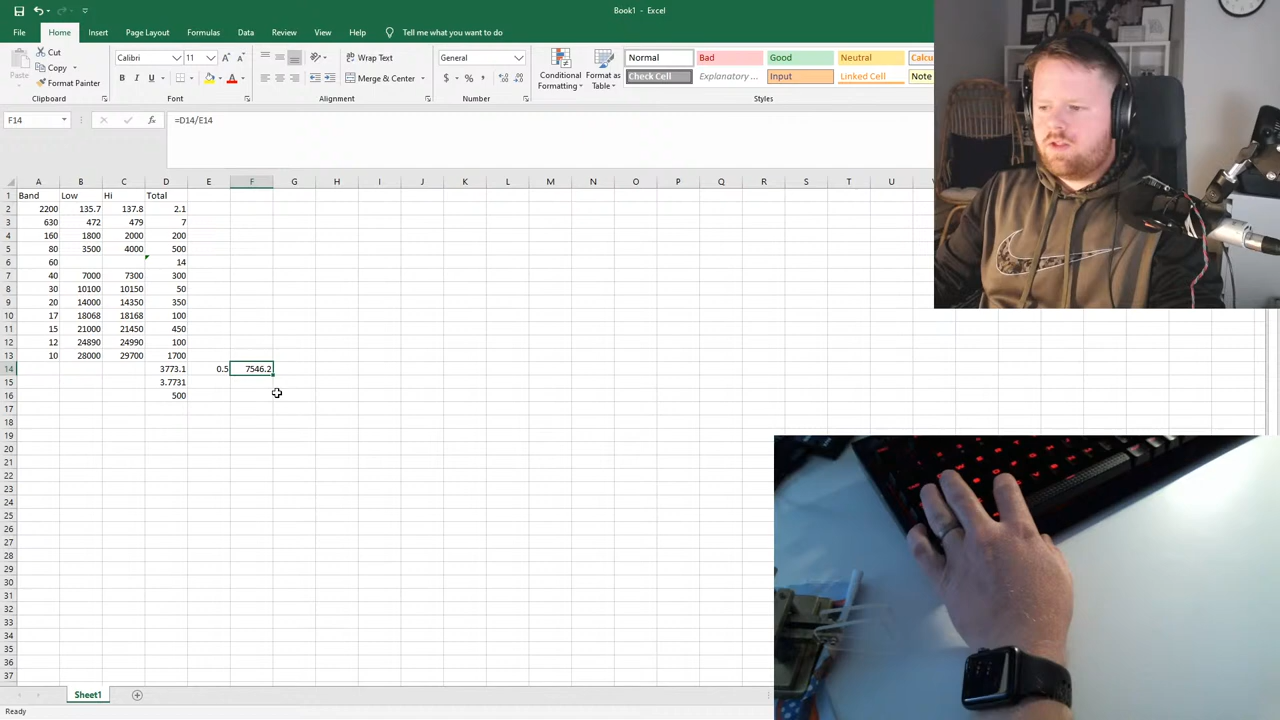 Book1 - Excel
File Home Insert Page Layout Formulas Data Review View Help Tell me what you want to do
Paste
Cut
Copy
Format Painter
Calibri 11
B I U
Wrap Text
Merge & Center
General
$ % ,
Conditional Formatting
Format as Table
Normal Bad Good Neutral
Check Cell Explanatory ... Input Linked Cell Note
Clipboard Font Alignment Number Styles
F14 fx =D14/E14
A B C D E F G H I J K L M N O P Q R S T U V
1 Band Low Hi Total
2 2200 135.7 137.8 2.1
3 630 472 479 7
4 160 1800 2000 200
5 80 3500 4000 500
6 60 14
7 40 7000 7300 300
8 30 10100 10150 50
9 20 14000 14350 350
10 17 18068 18168 100
11 15 21000 21450 450
12 12 24890 24990 100
13 10 28000 29700 1700
14 3773.1 0.5 7546.2
15 3.7731
16 500
17
18
19
20
21
22
23
24
25
26
27
28
29
30
31
32
33
34
35
36
37
Sheet1
Ready